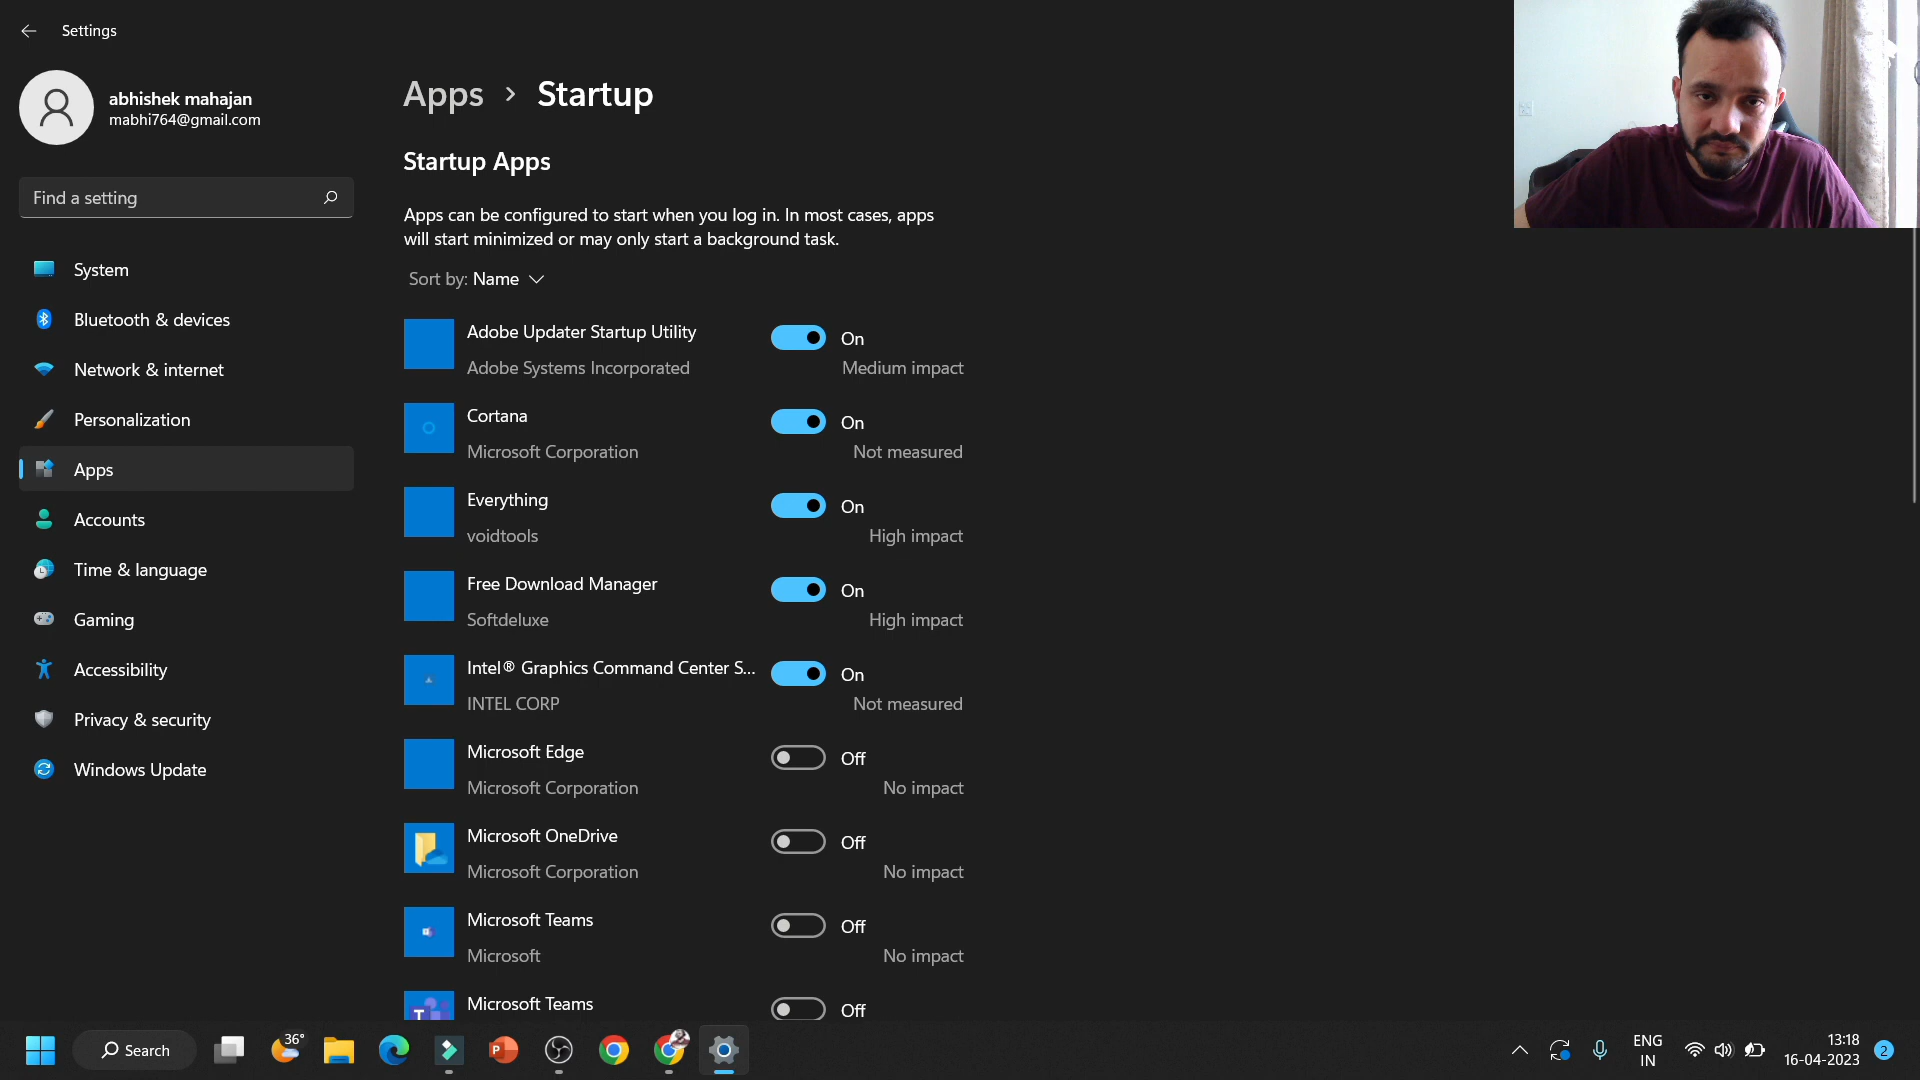 Settings
abhishek mahajan
mabhi764@gmail.com
Find a setting
System
Bluetooth & devices
Network & internet
Personalization
Apps
Accounts
Time & language
Gaming
Accessibility
Privacy & security
Windows Update
Apps > Startup
Startup Apps
Apps can be configured to start when you log in. In most cases, apps
will start minimized or may only start a background task.
Sort by: Name
Adobe Updater Startup Utility
On
Adobe Systems Incorporated
Medium impact
Cortana
On
Microsoft Corporation
Not measured
Everything
On
voidtools
High impact
Free Download Manager
On
Softdeluxe
High impact
Intel® Graphics Command Center S...
On
INTEL CORP
Not measured
Microsoft Edge
Off
Microsoft Corporation
No impact
Microsoft OneDrive
Off
Microsoft Corporation
No impact
Microsoft Teams
Off
Microsoft
No impact
Microsoft Teams
Off
Search
36°
ENG
IN
13:18
16-04-2023
2